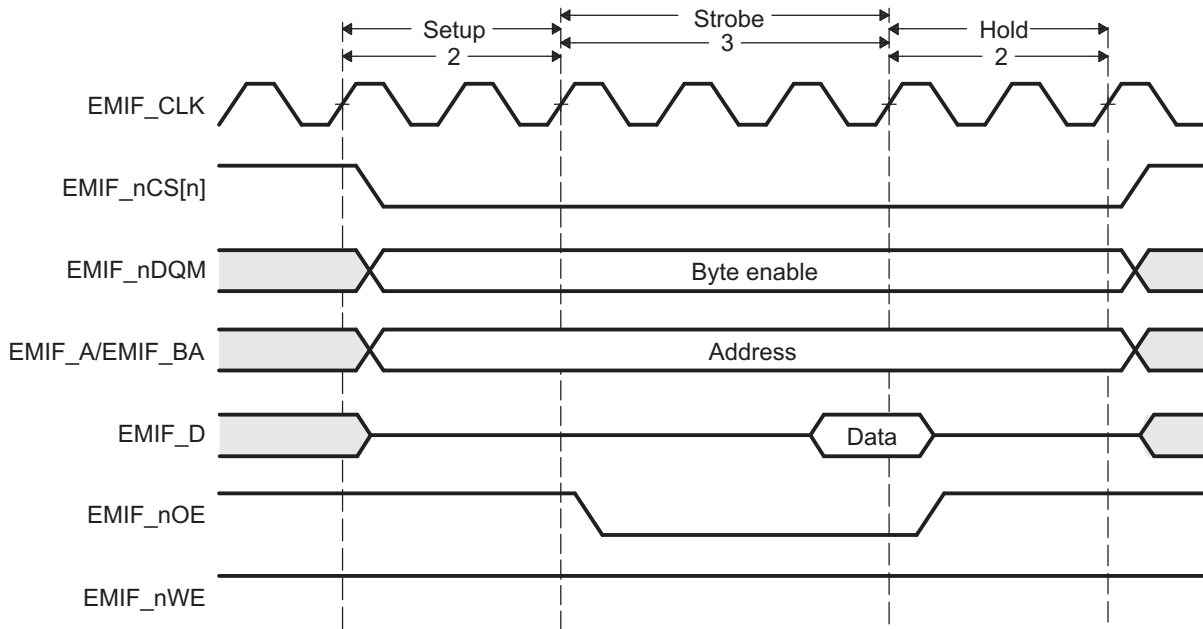 Setup
2
Strobe
3
Hold
2
EMIF_CLK
EMIF_nCS[n]
EMIF_nDQM
Byte enable
EMIF_A/EMIF_BA
Address
EMIF_D
Data
EMIF_nOE
EMIF_nWE